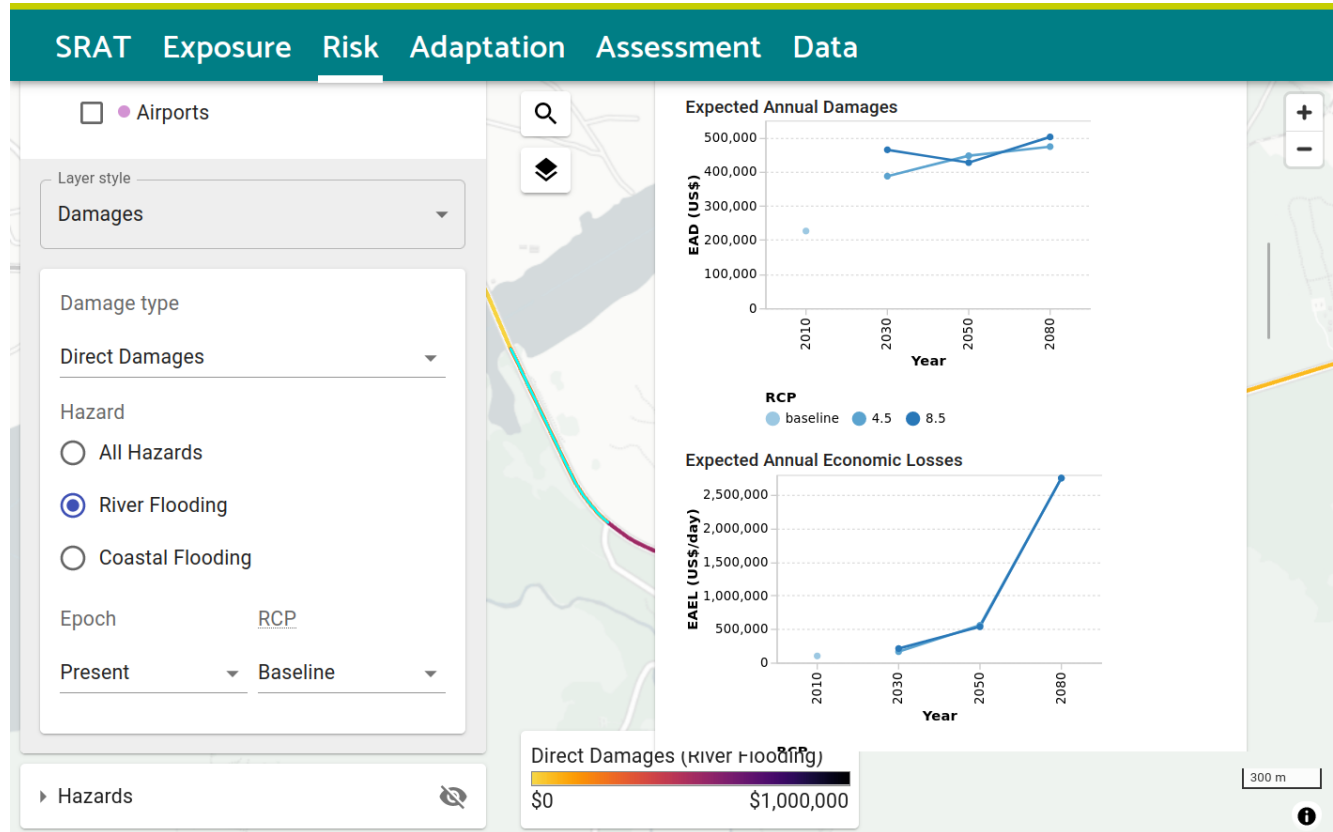 SRAT Exposure Risk Adaptation Assessment Data
Airports
Layer style
Damages
Damage type
Direct Damages
Hazard
All Hazards
River Flooding
Coastal Flooding
Epoch
RCP
Present
Baseline
Hazards
Expected Annual Damages
EAD (US$)
500,000
400,000
300,000
200,000
100,000
0
2010
2030
2050
2080
Year
RCP
baseline 4.5 8.5
Expected Annual Economic Losses
EAEL (US$/day)
2,500,000
2,000,000
1,500,000
1,000,000
500,000
0
2010
2030
2050
2080
Year
RCP
Direct Damages (River Flooding)
$0 $1,000,000
+
−
300 m